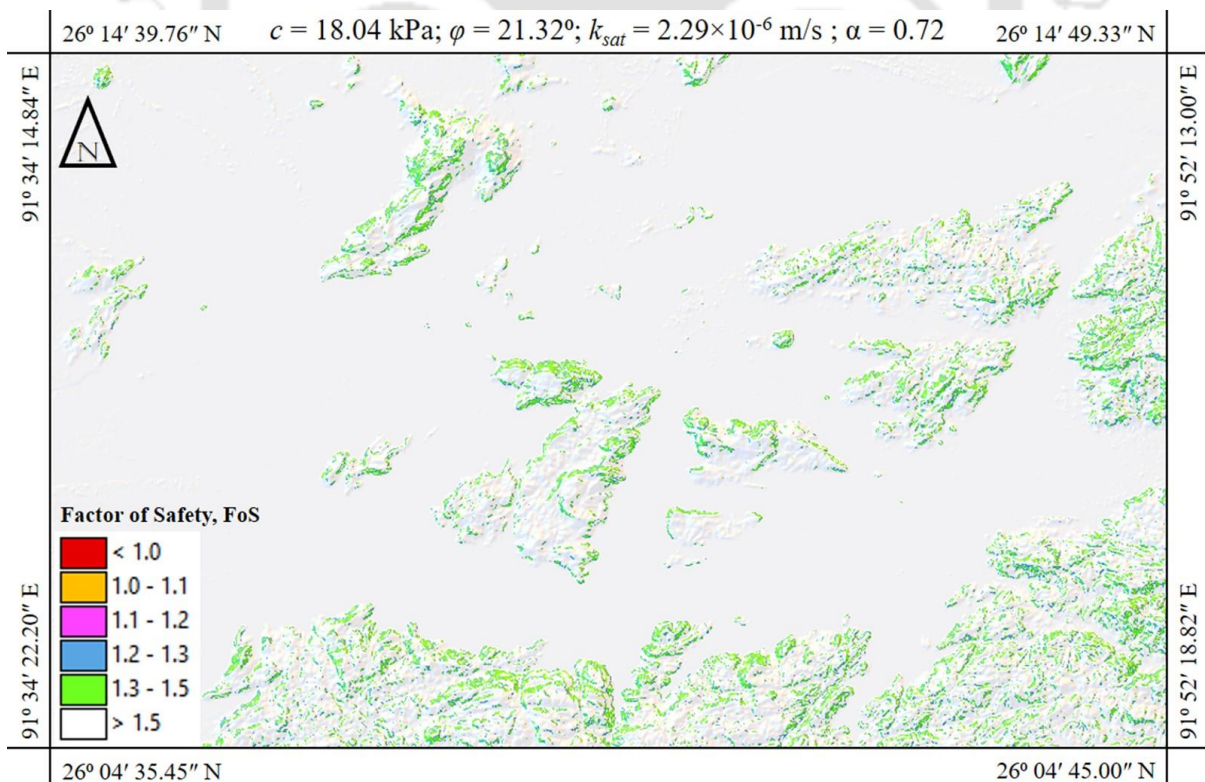 26º 14′ 39.76″ N
c = 18.04 kPa; φ = 21.32º; kₛₐₜ = 2.29×10⁻⁶ m/s ; α = 0.72
26º 14′ 49.33″ N
91º 34′ 14.84″ E
91º 52′ 13.00″ E
N
Factor of Safety, FoS
< 1.0
1.0 - 1.1
1.1 - 1.2
1.2 - 1.3
1.3 - 1.5
> 1.5
91º 34′ 22.20″ E
91º 52′ 18.82″ E
26º 04′ 35.45″ N
26º 04′ 45.00″ N